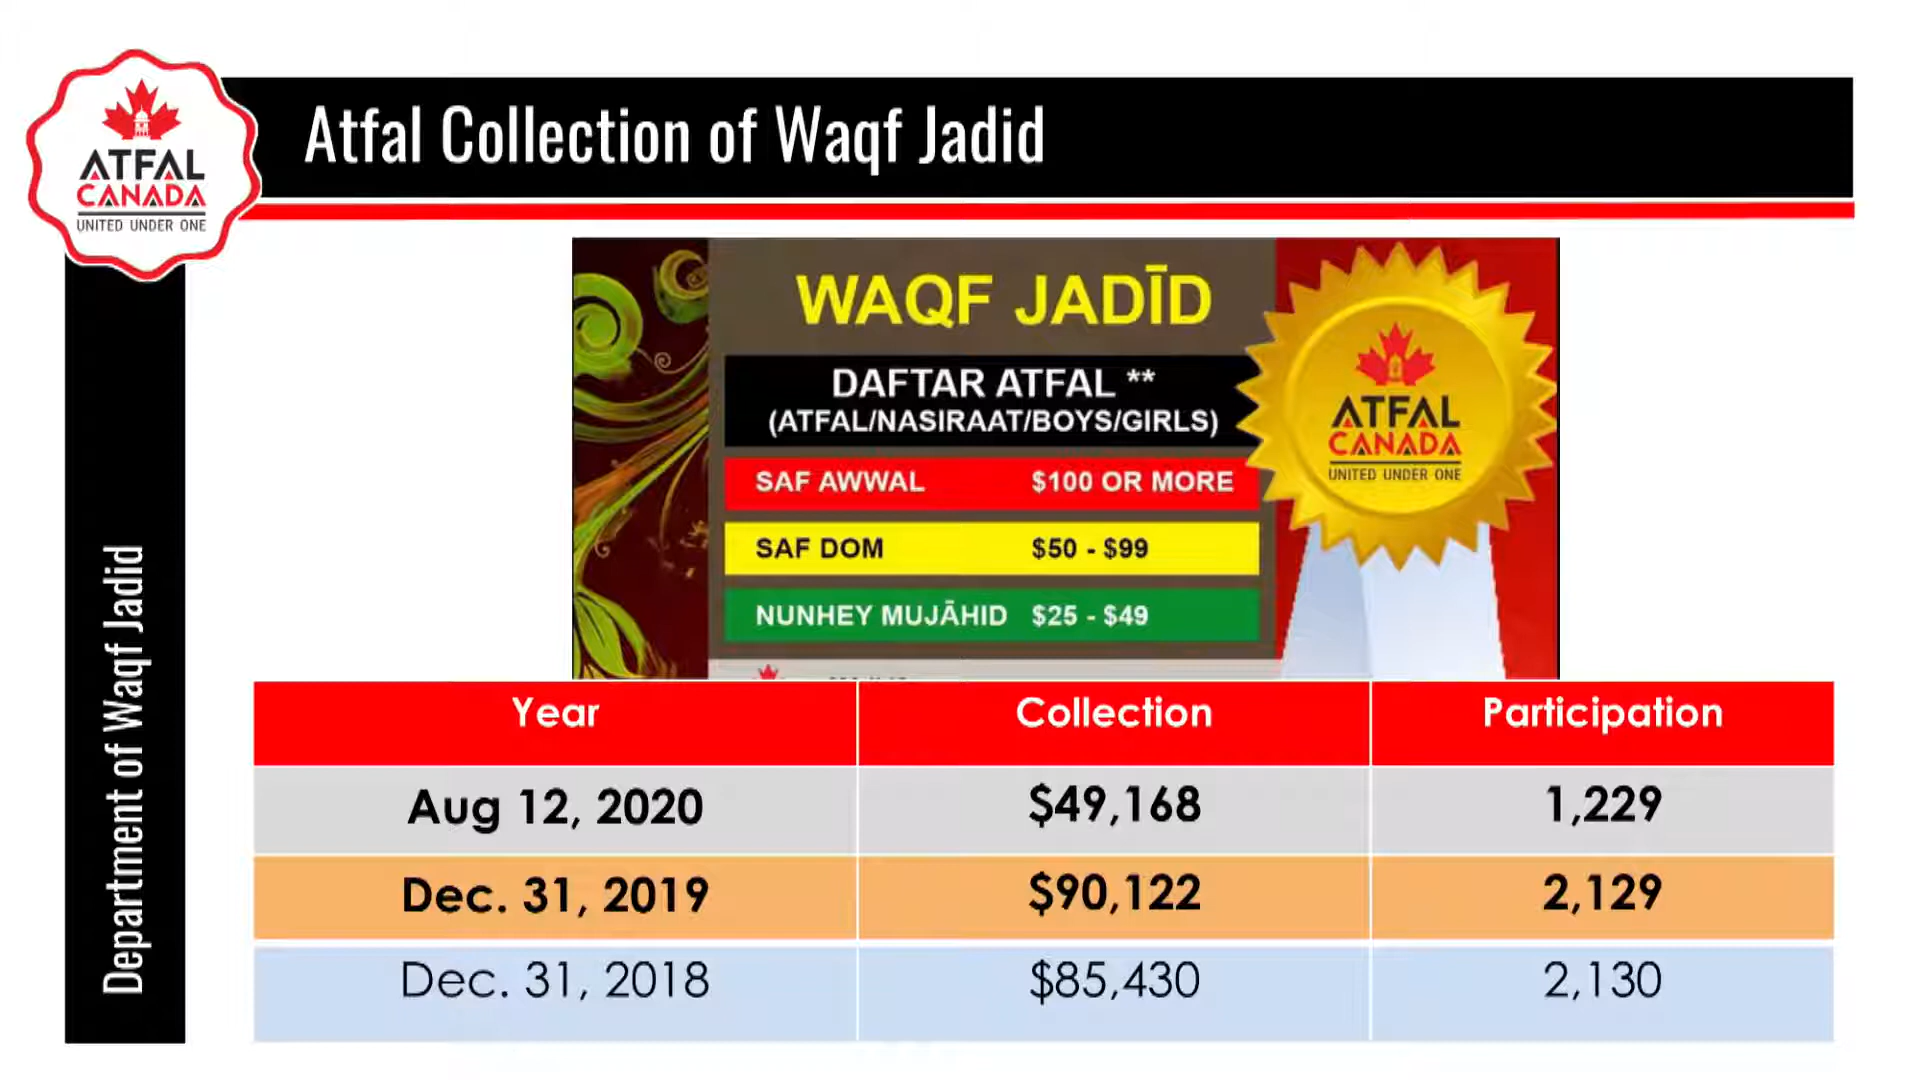 ATFAL
CANADA
UNITED UNDER ONE
Atfal Collection of Waqf Jadid
Department of Waqf Jadid
WAQF JADĪD
DAFTAR ATFAL **
(ATFAL/NASIRAAT/BOYS/GIRLS)
SAF AWWAL $100 OR MORE
SAF DOM $50 - $99
NUNHEY MUJĀHID $25 - $49
ATFAL
CANADA
UNITED UNDER ONE
Year Collection Participation
Aug 12, 2020 $49,168 1,229
Dec. 31, 2019 $90,122 2,129
Dec. 31, 2018 $85,430 2,130